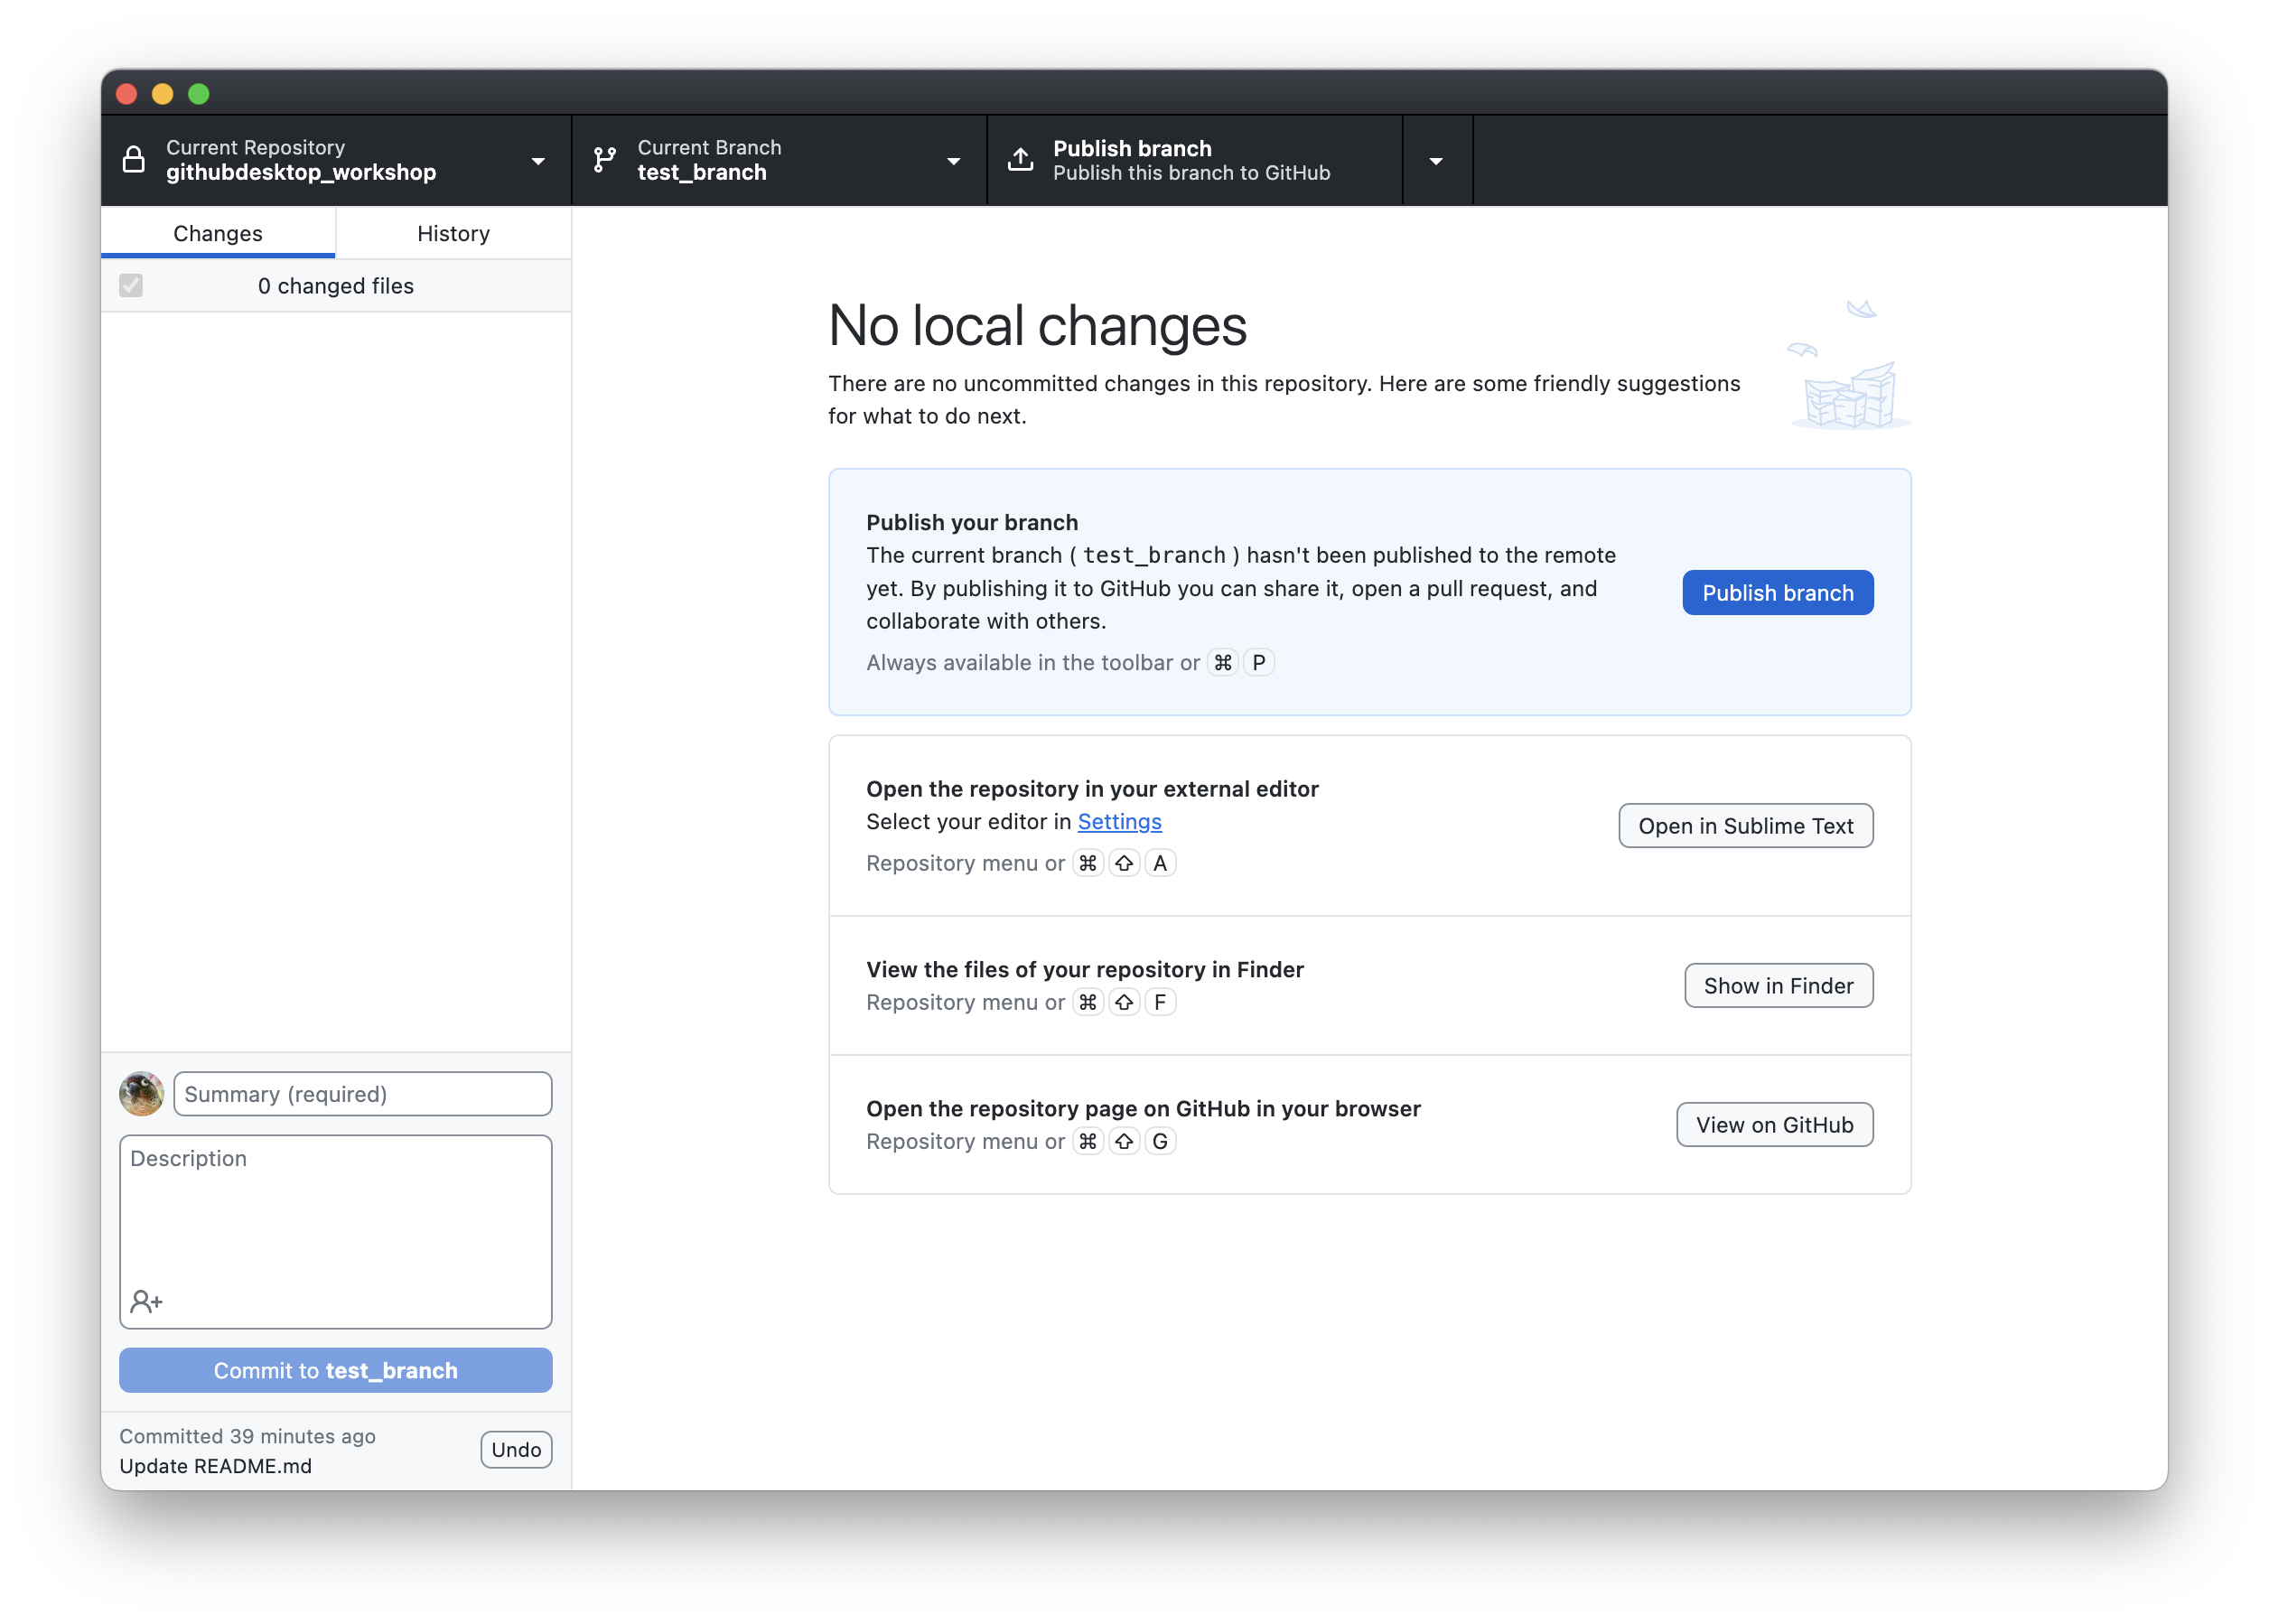 Current Repository
githubdesktop_workshop
Current Branch
test_branch
Publish branch
Publish this branch to GitHub
Changes
History
0 changed files
No local changes
There are no uncommitted changes in this repository. Here are some friendly suggestions
for what to do next.
Publish your branch
The current branch ( test_branch ) hasn't been published to the remote
yet. By publishing it to GitHub you can share it, open a pull request, and
collaborate with others.
Always available in the toolbar or ⌘ P
Publish branch
Open the repository in your external editor
Select your editor in Settings
Repository menu or ⌘ ⇧ A
Open in Sublime Text
View the files of your repository in Finder
Repository menu or ⌘ ⇧ F
Show in Finder
Open the repository page on GitHub in your browser
Repository menu or ⌘ ⇧ G
View on GitHub
Summary (required)
Description
Commit to test_branch
Committed 39 minutes ago
Update README.md
Undo